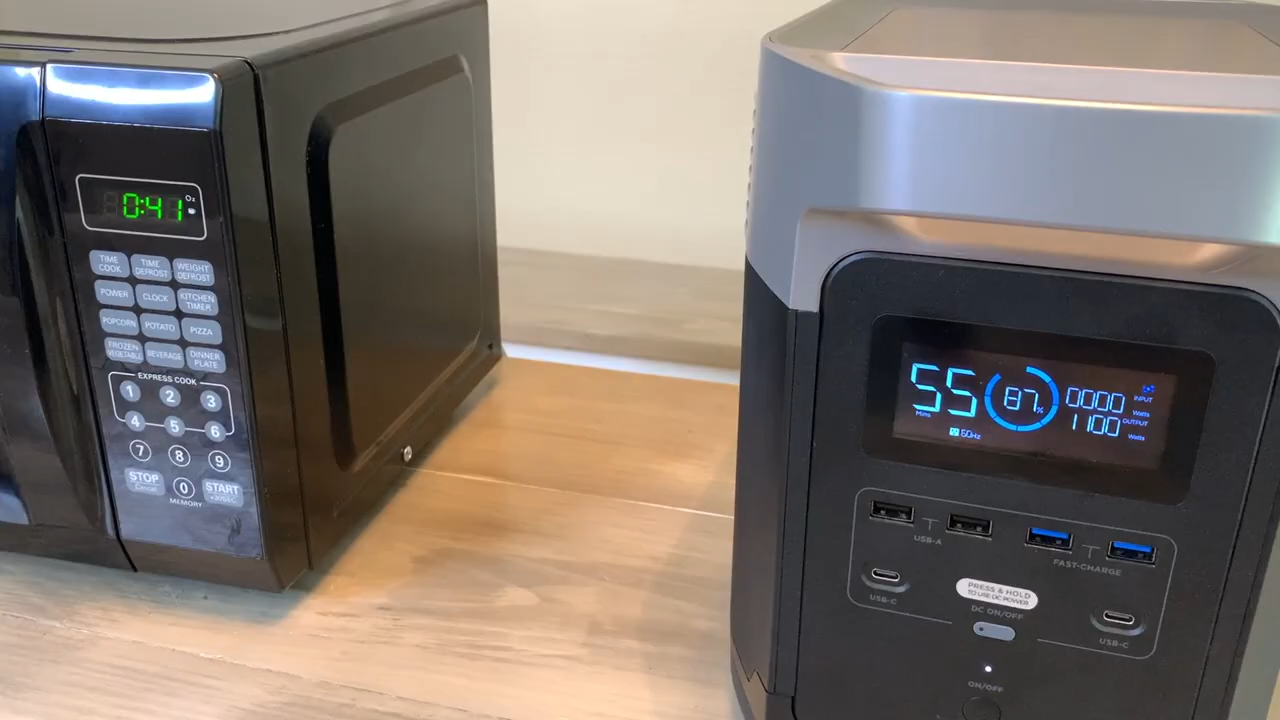 0:41 Oz
TIME COOK
TIME DEFROST
WEIGHT DEFROST
POWER
CLOCK
KITCHEN TIMER
POPCORN
POTATO
PIZZA
FROZEN VEGETABLE
BEVERAGE
DINNER PLATE
EXPRESS COOK
1 2 3
4 5 6
7 8 9
STOP
Cancel
0
MEMORY
START
+30SEC.
55
Mins
87%
0000
INPUT
Watts
1100
OUTPUT
Watts
60Hz
USB-A
FAST-CHARGE
USB-C
PRESS & HOLD
TO USE DC POWER
DC ON/OFF
USB-C
ON/OFF